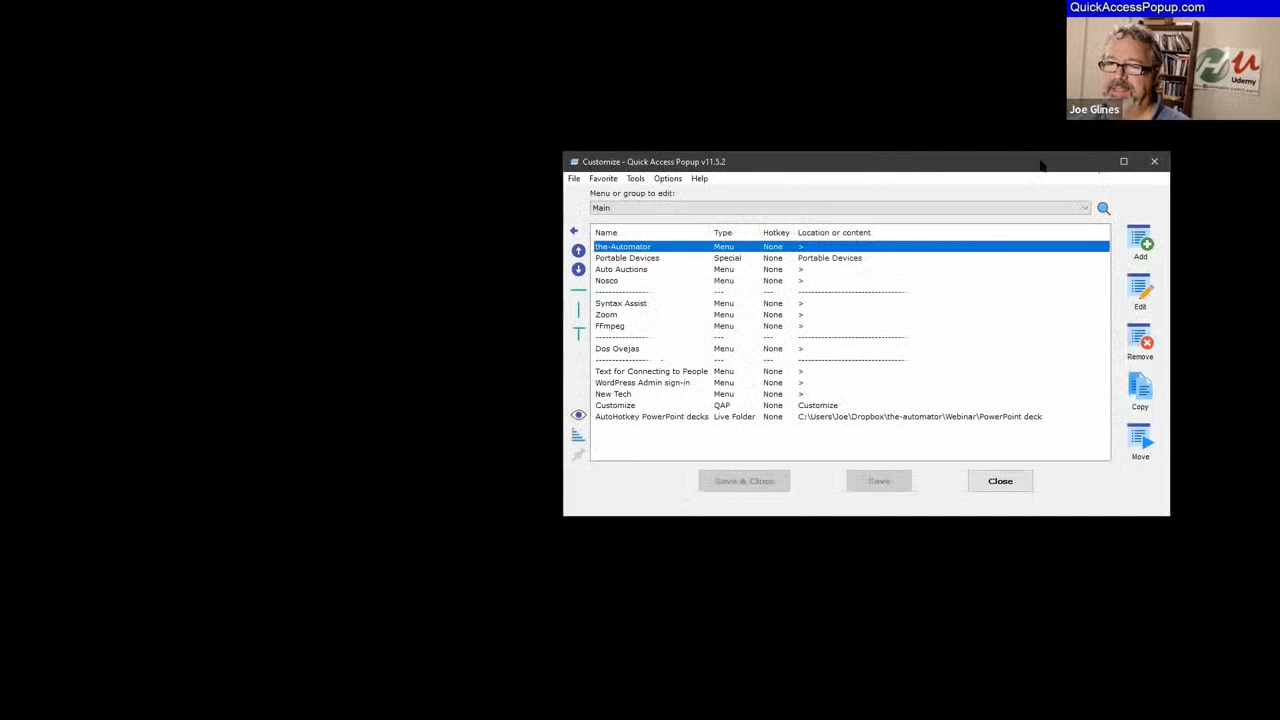 QuickAccessPopup.com
Udemy
Joe Glines
Customize - Quick Access Popup v11.5.2
File Favorite Tools Options Help
Menu or group to edit:
Main
Name Type Hotkey Location or content
the-Automator Menu None >
Portable Devices Special None Portable Devices
Auto Auctions Menu None >
Nosco Menu None >
--------------- --- --- ------------------------------
Syntax Assist Menu None >
Zoom Menu None >
FFmpeg Menu None >
--------------- --- --- ------------------------------
Dos Ovejas Menu None >
--------------- --- --- ------------------------------
Text for Connecting to People Menu None >
WordPress Admin sign-in Menu None >
New Tech Menu None >
Customize QAP None Customize
AutoHotkey PowerPoint decks Live Folder None C:\Users\Joe\Dropbox\the-automator\Webinar\PowerPoint deck
Add
Edit
Remove
Copy
Move
Save & Close Save Close